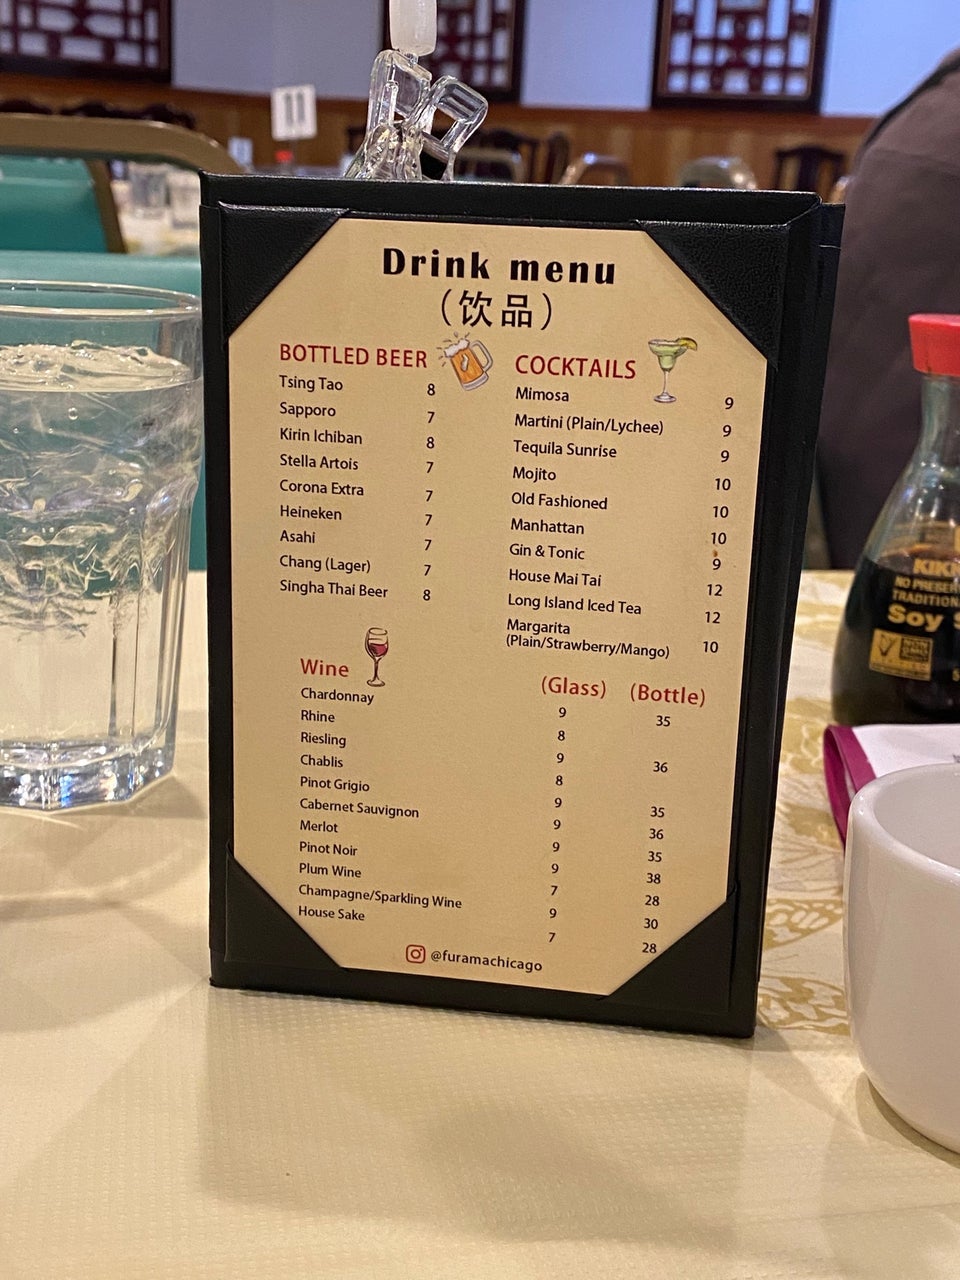 11
Drink menu
(饮品)
BOTTLED BEER
Tsing Tao 8
Sapporo 7
Kirin Ichiban 8
Stella Artois 7
Corona Extra 7
Heineken 7
Asahi 7
Chang (Lager) 7
Singha Thai Beer 8
COCKTAILS
Mimosa 9
Martini (Plain/Lychee) 9
Tequila Sunrise 9
Mojito 10
Old Fashioned 10
Manhattan 10
Gin & Tonic 9
House Mai Tai 12
Long Island Iced Tea 12
Margarita
(Plain/Strawberry/Mango) 10
Wine (Glass) (Bottle)
Chardonnay 9 35
Rhine 8
Riesling 9 36
Chablis 8
Pinot Grigio 9 35
Cabernet Sauvignon 9 36
Merlot 9 35
Pinot Noir 9 38
Plum Wine 7 28
Champagne/Sparkling Wine 9 30
House Sake 7 28
@furamachicago
NO PRESER
TRADITION
Soy